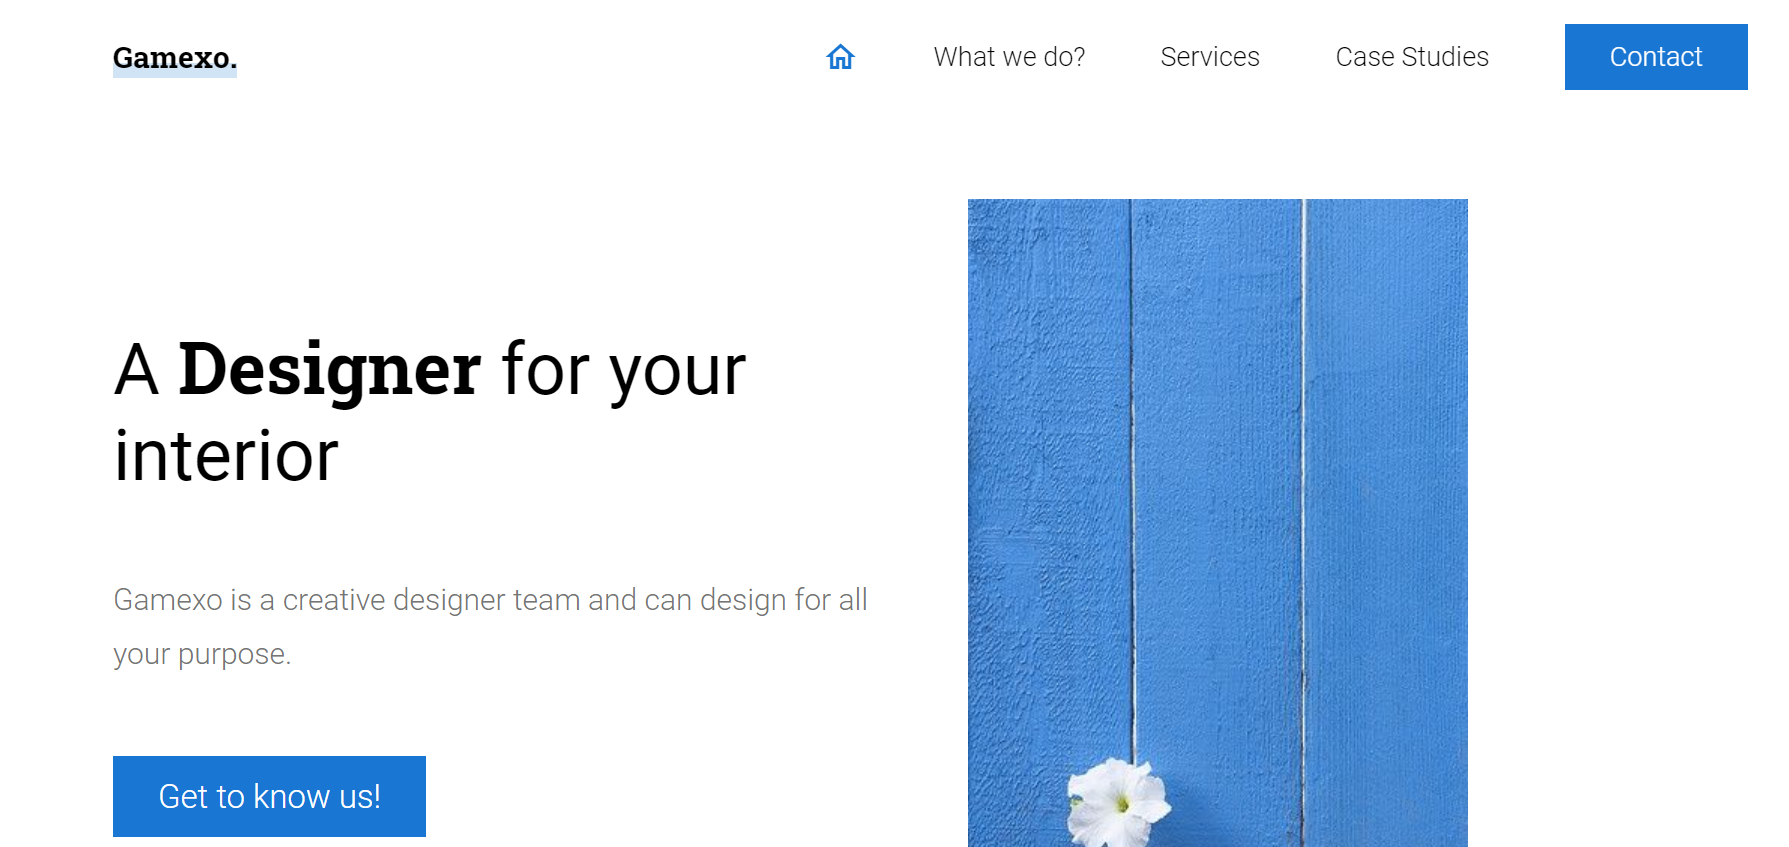 Gamexo.
What we do?
Services
Case Studies
Contact
A Designer for your
interior
Gamexo is a creative designer team and can design for all
your purpose.
Get to know us!